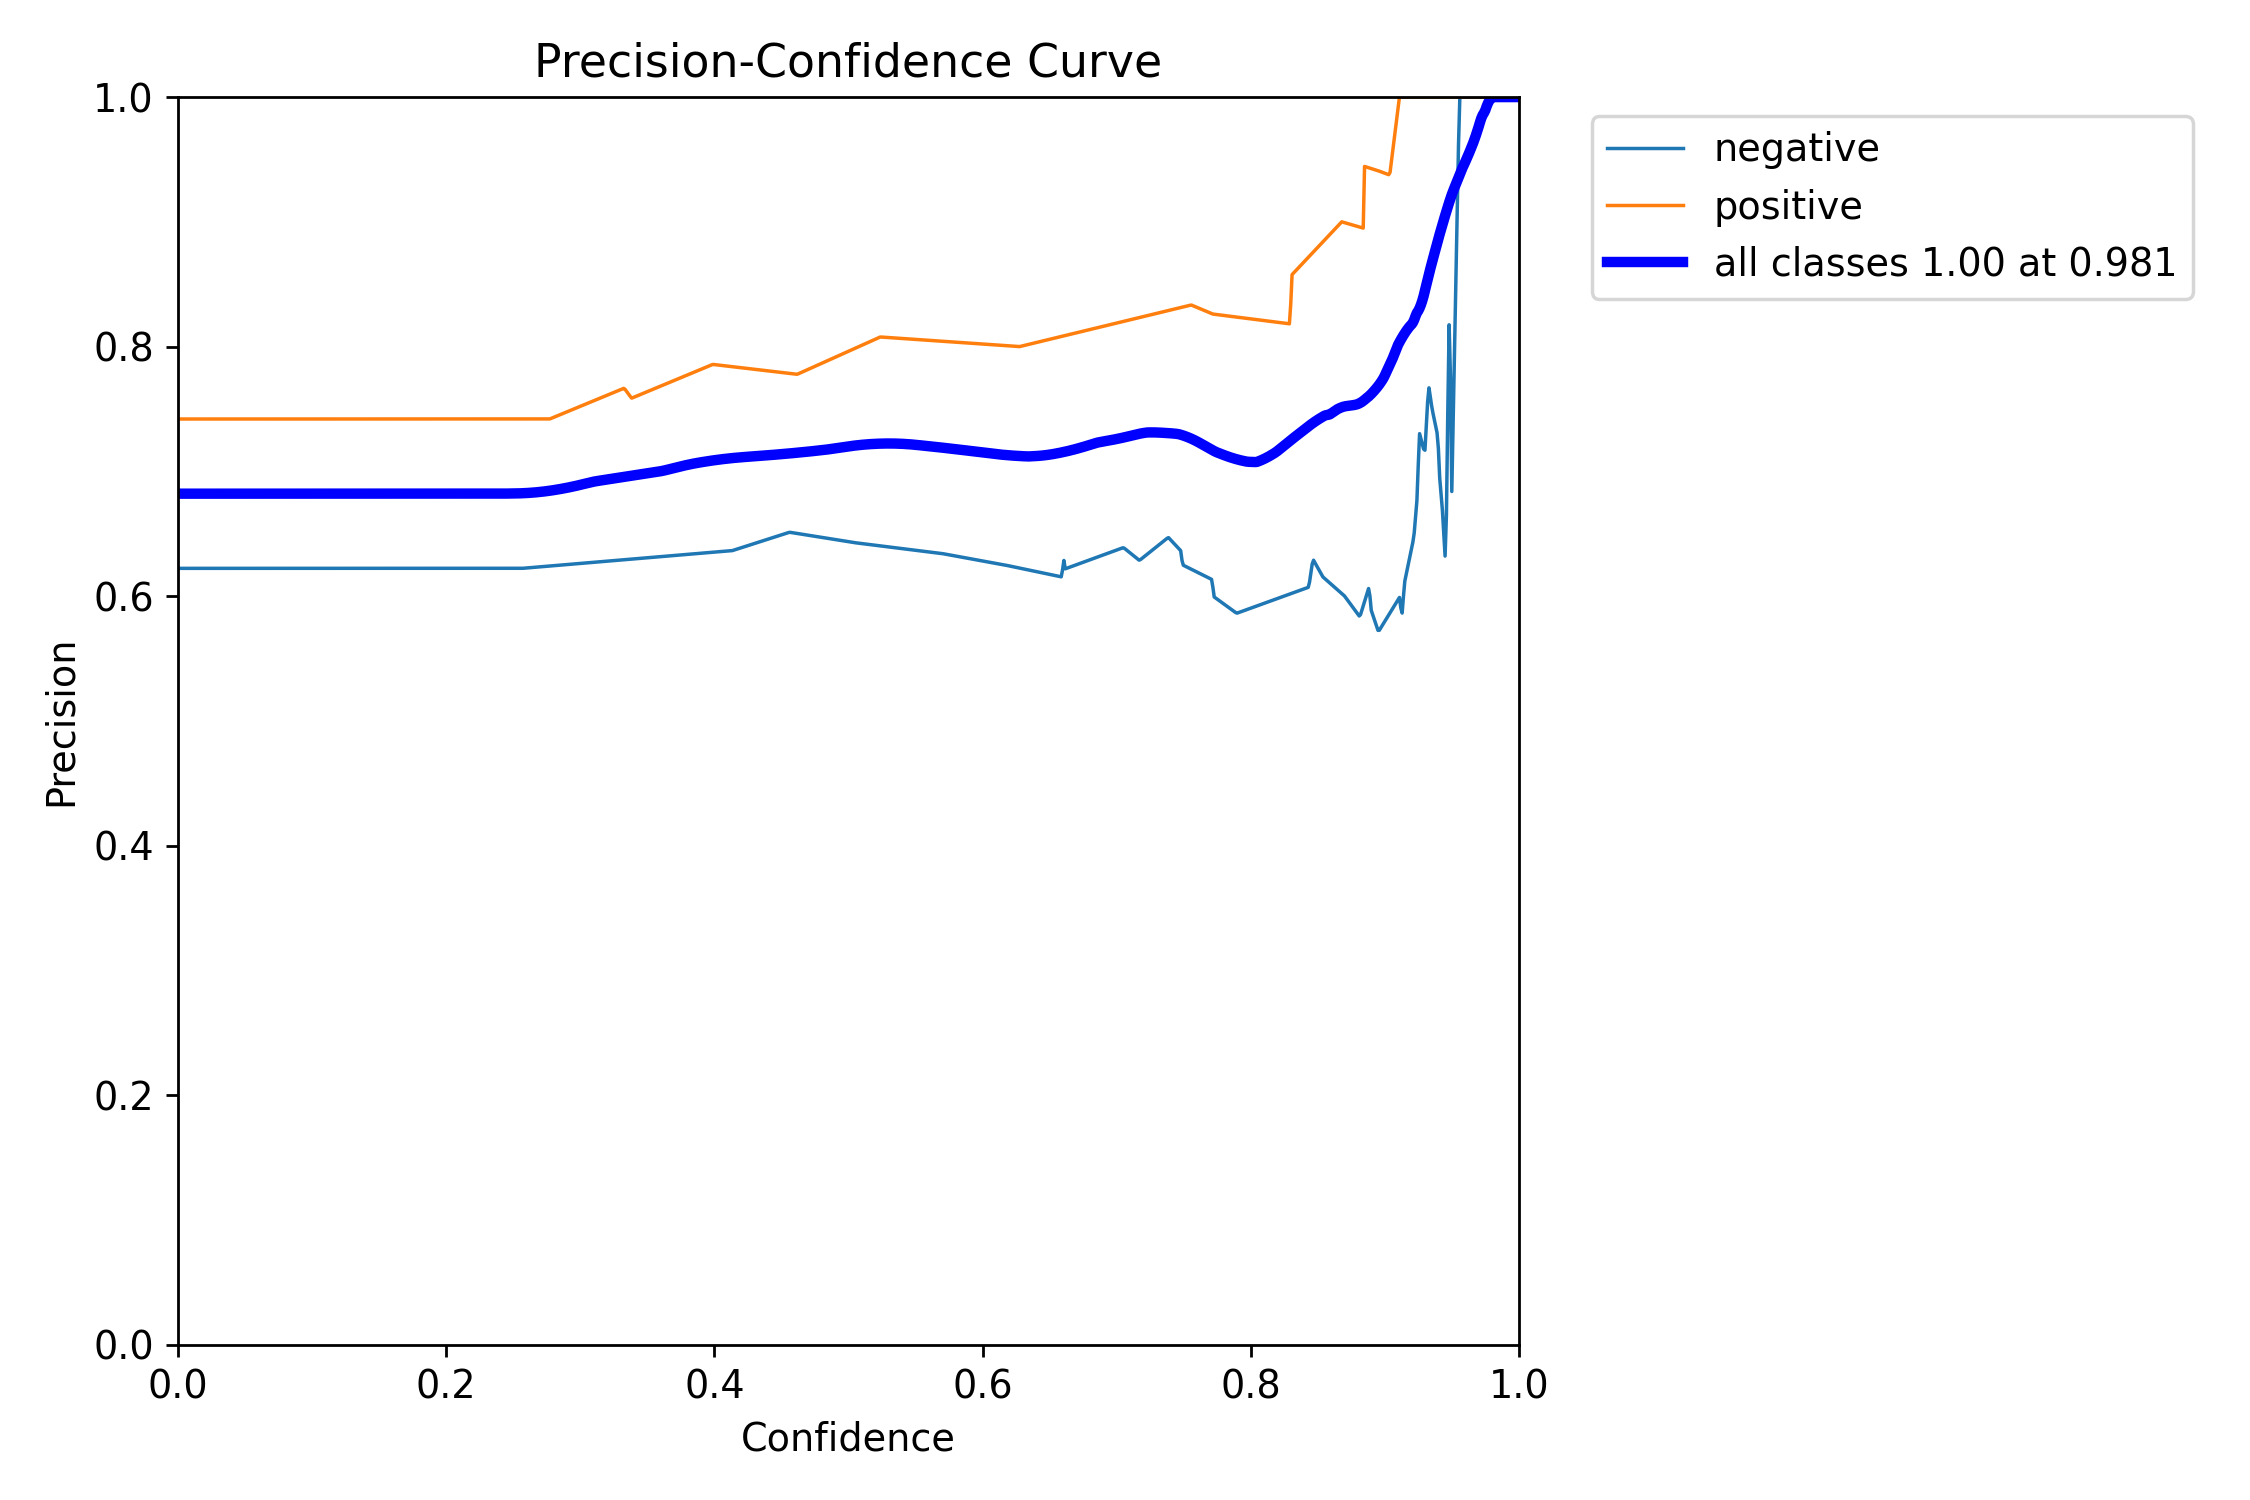 Precision-Confidence Curve
1.0
0.8
0.6
0.4
0.2
0.0
Precision
0.0 0.2 0.4 0.6 0.8 1.0
Confidence
negative
positive
all classes 1.00 at 0.981